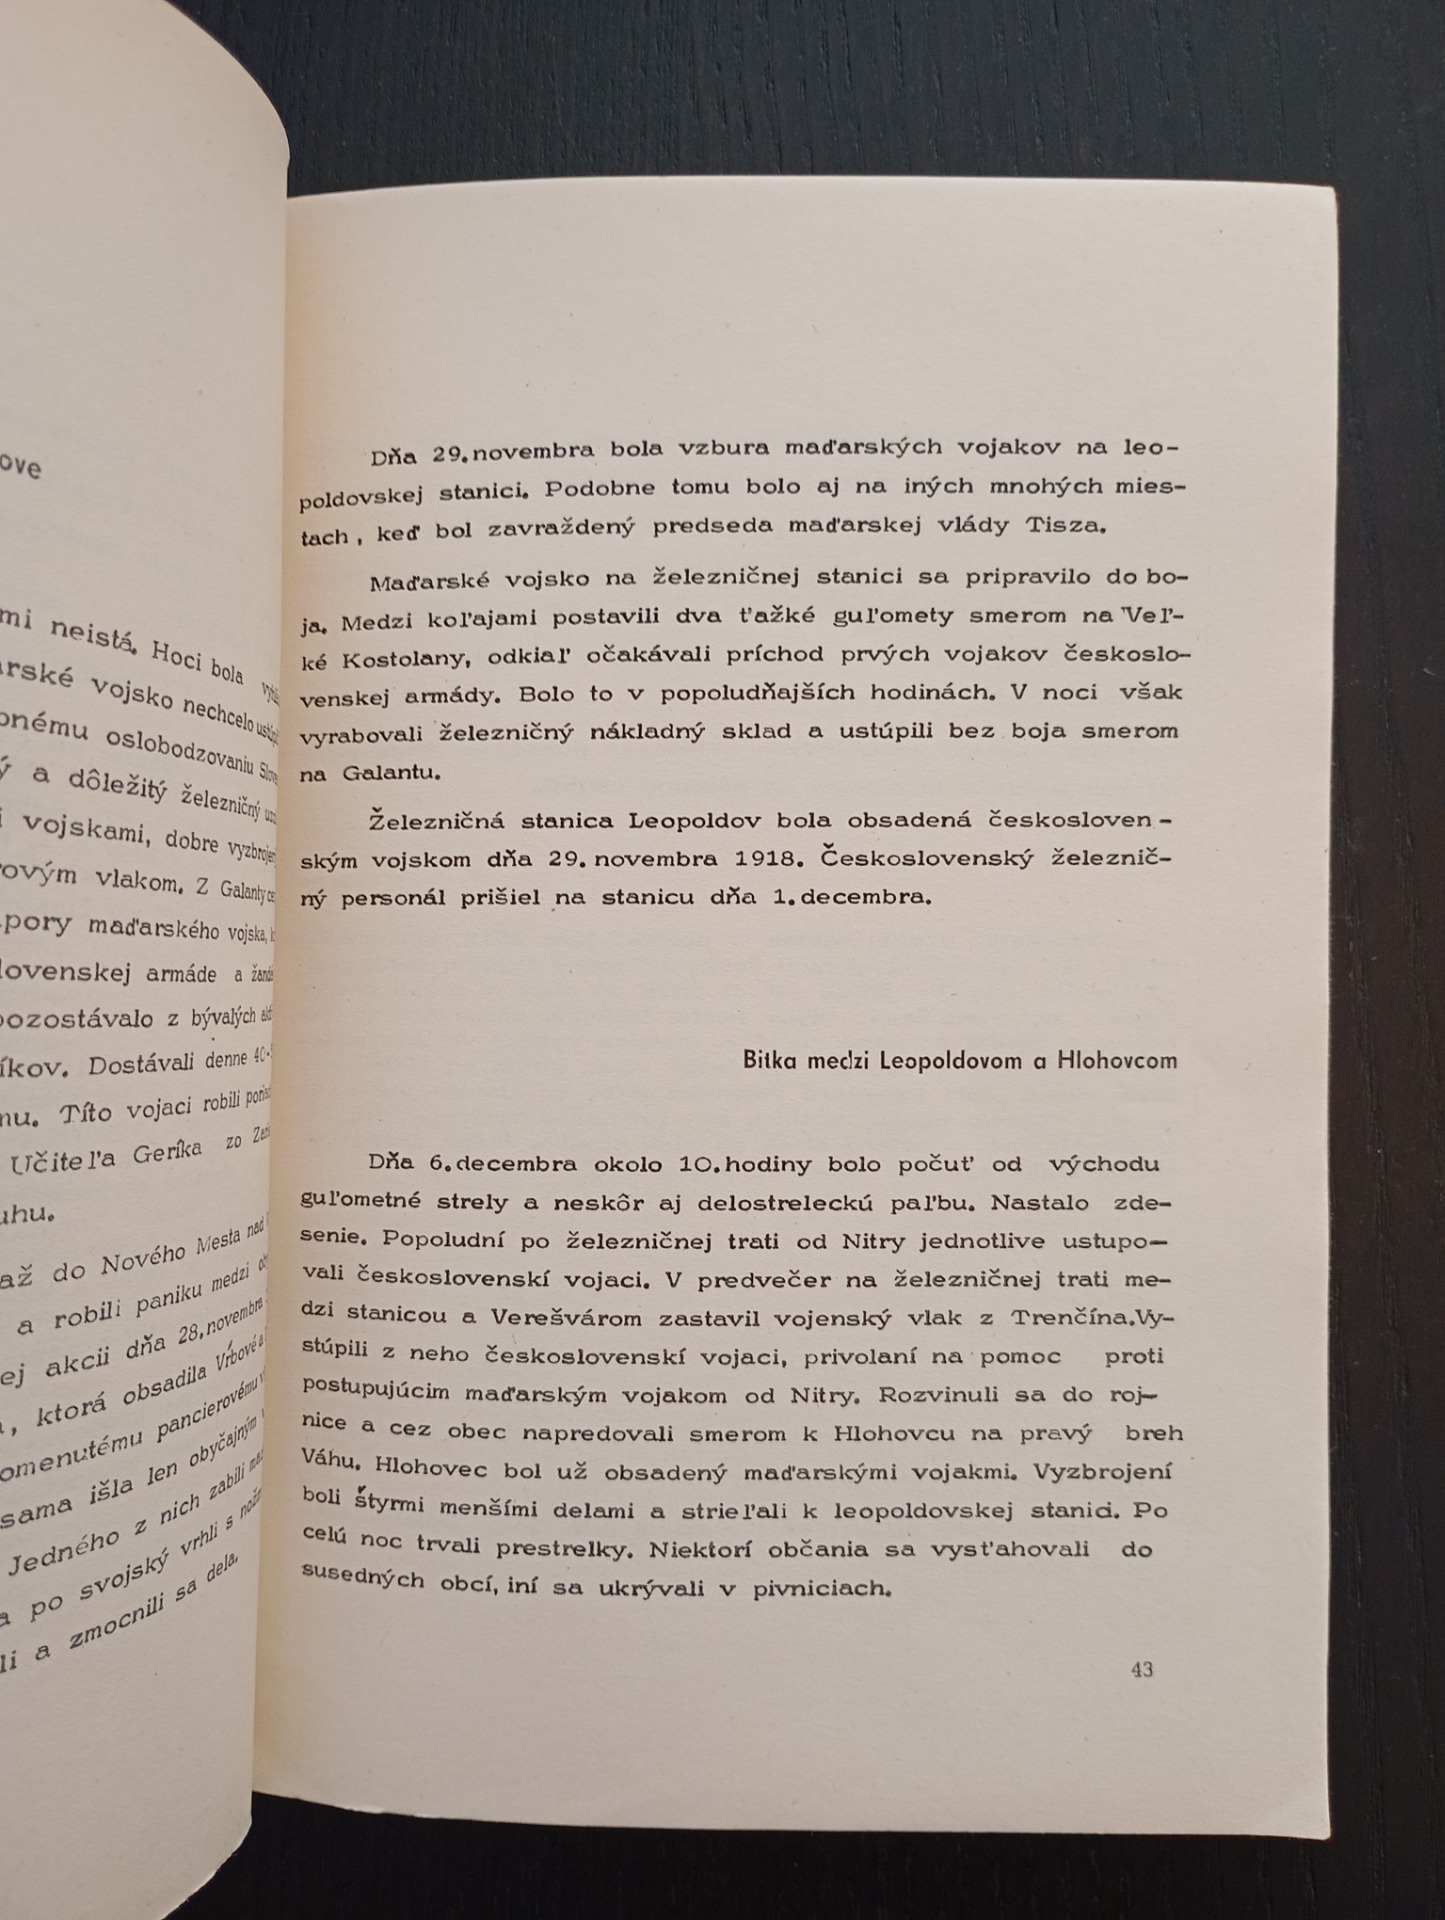 ove
mi neistá. Hoci bola
arské vojsko nechcelo
nému oslobodzovaniu
ý a dôležitý železničný
i vojskami, dobre
rovým vlakom. Z Galanty
pory maďarského vojska,
lovenskej armáde a
pozostávalo z bývalých
íkov. Dostávali denne 40-
mu. Títo vojaci robili
Učiteľa Geríka zo
uhu.
až do Nového Mesta nad
a robili paniku medzi
ej akcii dňa 28.novembra
, ktorá obsadila Vŕbové a
omenutému pancierovému
sama išla len obyčajným
Jedného z nich zabili
a po svojský vrhli s
li a zmocnili sa dela.
Dňa 29.novembra bola vzbura maďarských vojakov na leo-
poldovskej stanici. Podobne tomu bolo aj na iných mnohých mies-
tach, keď bol zavraždený predseda maďarskej vlády Tisza.
Maďarské vojsko na železničnej stanici sa pripravilo do bo-
ja. Medzi koľajami postavili dva ťažké guľomety smerom na Veľ-
ké Kostolany, odkiaľ očakávali príchod prvých vojakov českoslo-
venskej armády. Bolo to v popoludňajších hodinách. V noci však
vyrabovali železničný nákladný sklad a ustúpili bez boja smerom
na Galantu.
Železničná stanica Leopoldov bola obsadená českosloven-
ským vojskom dňa 29.novembra 1918. Československý železnič-
ný personál prišiel na stanicu dňa 1.decembra.
Bitka medzi Leopoldovom a Hlohovcom
Dňa 6.decembra okolo 10.hodiny bolo počuť od východu
guľometné strely a neskôr aj delostreleckú paľbu. Nastalo zde-
senie. Popoludní po železničnej trati od Nitry jednotlive ustupo-
vali československí vojaci. V predvečer na železničnej trati me-
dzi stanicou a Verešvárom zastavil vojenský vlak z Trenčína.Vy-
stúpili z neho československí vojaci, privolaní na pomoc proti
postupujúcim maďarským vojakom od Nitry. Rozvinuli sa do roj-
nice a cez obec napredovali smerom k Hlohovcu na pravý breh
Váhu. Hlohovec bol už obsadený maďarskými vojakmi. Vyzbrojení
boli štyrmi menšími delami a strieľali k leopoldovskej stanici. Po
celú noc trvali prestrelky. Niektorí občania sa vysťahovali do
susedných obcí, iní sa ukrývali v pivniciach.
43